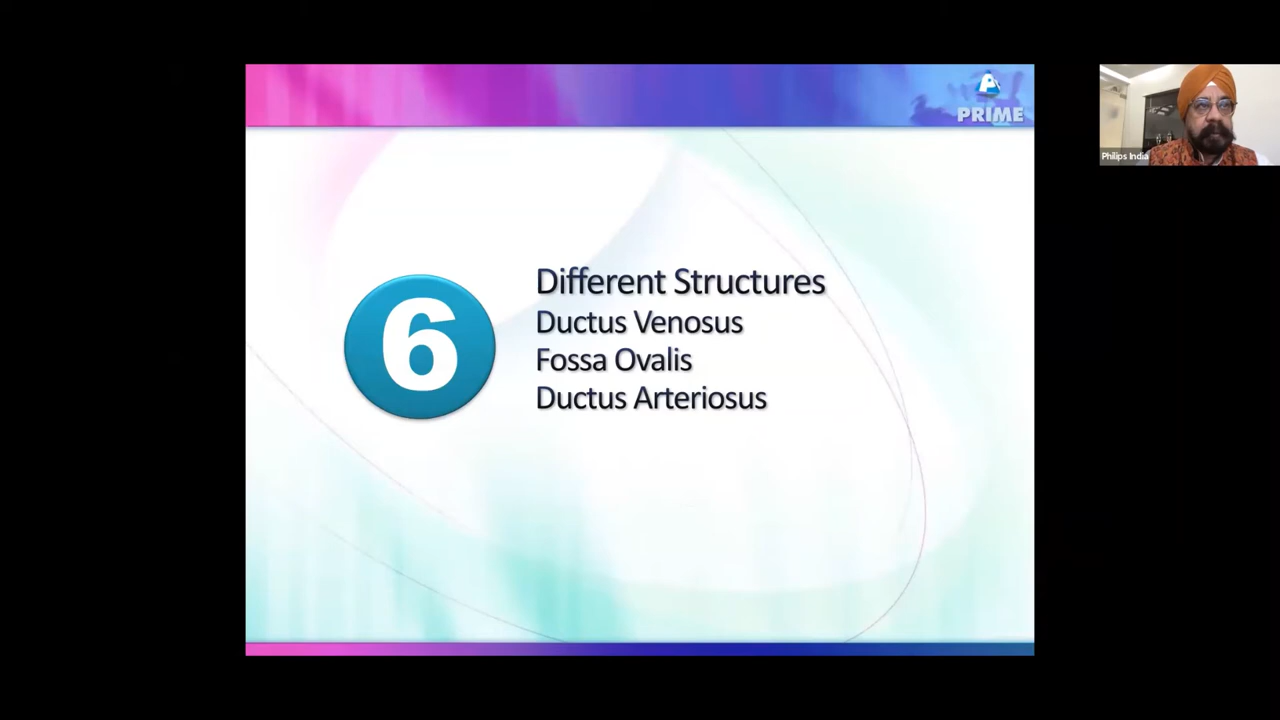 PRIME
Philips India
6
Different Structures
Ductus Venosus
Fossa Ovalis
Ductus Arteriosus